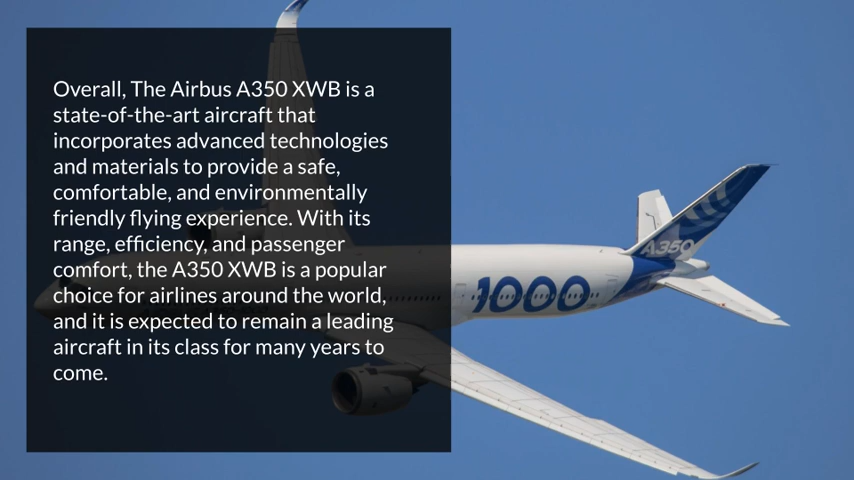 Overall, The Airbus A350 XWB is a
state-of-the-art aircraft that
incorporates advanced technologies
and materials to provide a safe,
comfortable, and environmentally
friendly flying experience. With its
range, efficiency, and passenger
comfort, the A350 XWB is a popular
choice for airlines around the world,
and it is expected to remain a leading
aircraft in its class for many years to
come.
A350
1000